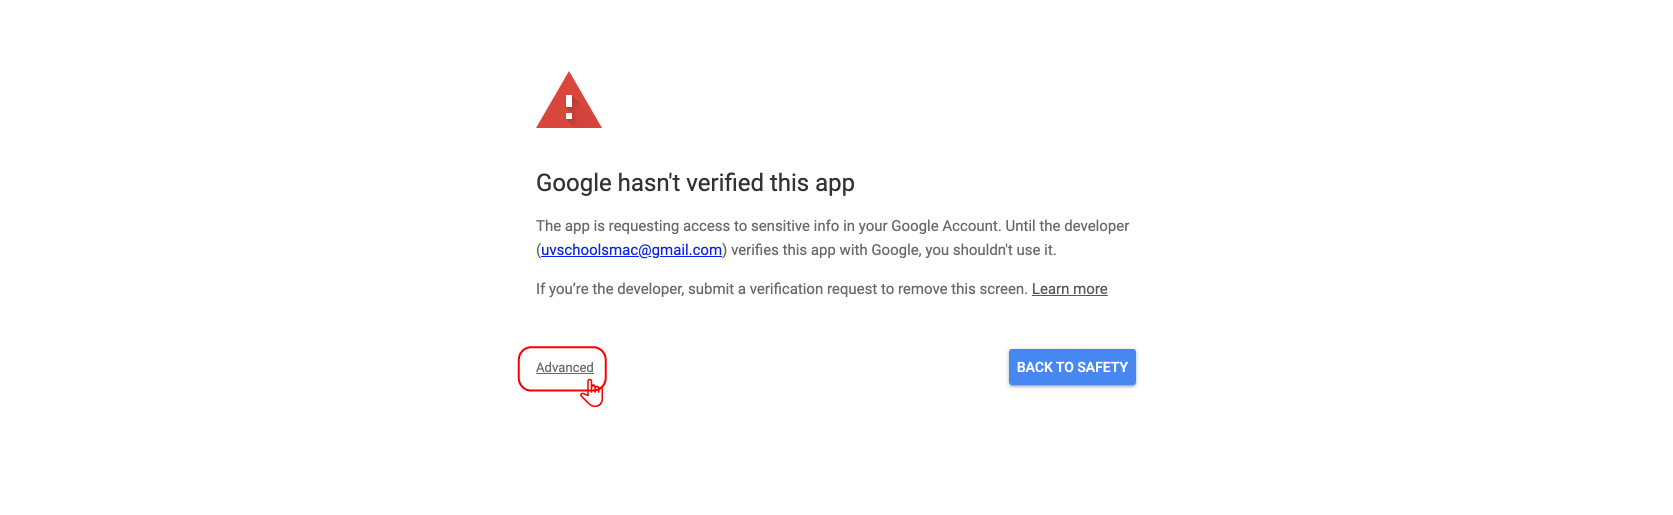 Google hasn't verified this app
The app is requesting access to sensitive info in your Google Account. Until the developer
(uvschoolsmac@gmail.com) verifies this app with Google, you shouldn't use it.
If you’re the developer, submit a verification request to remove this screen. Learn more
Advanced
BACK TO SAFETY